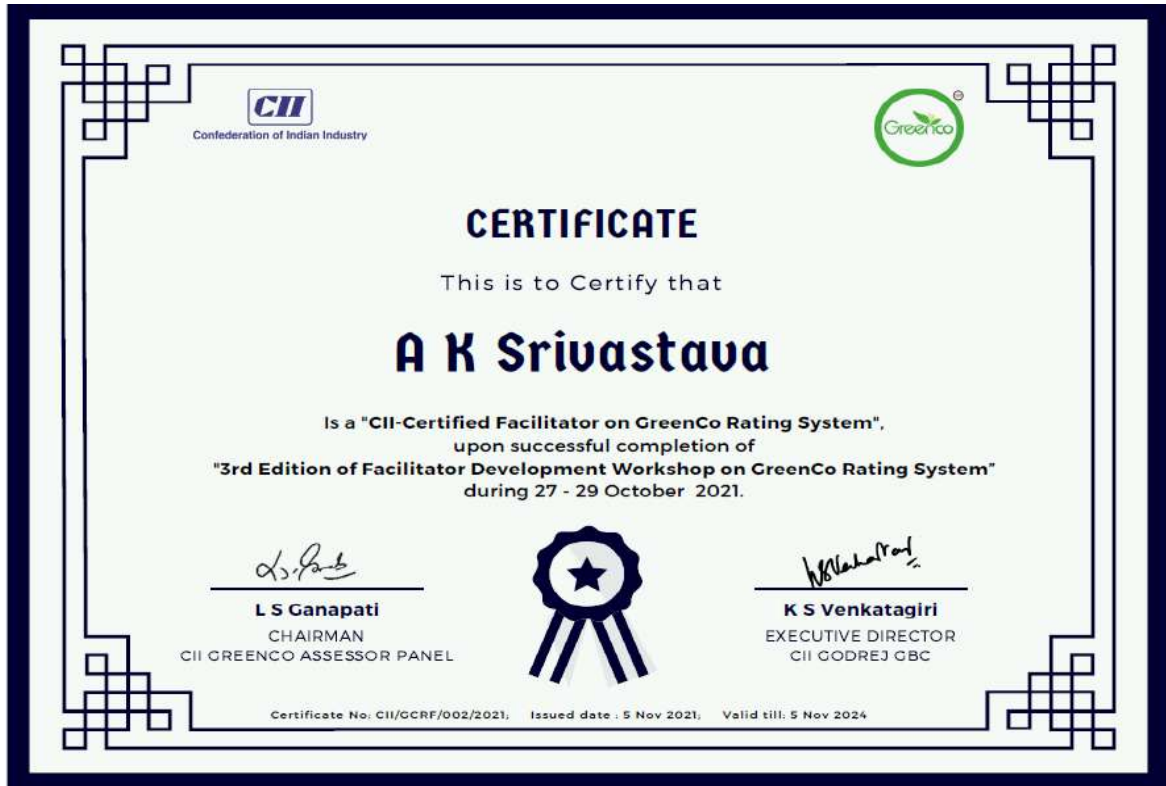 CII
Confederation of Indian Industry
Greenco
CERTIFICATE
This is to Certify that
A K Srivastava
Is a "CII-Certified Facilitator on GreenCo Rating System",
upon successful completion of
"3rd Edition of Facilitator Development Workshop on GreenCo Rating System"
during 27 - 29 October 2021.
L S Ganapati
CHAIRMAN
CII GREENCO ASSESSOR PANEL
K S Venkatagiri
EXECUTIVE DIRECTOR
CII GODREJ GBC
Certificate No: CII/GCRF/002/2021; Issued date : 5 Nov 2021; Valid till: 5 Nov 2024